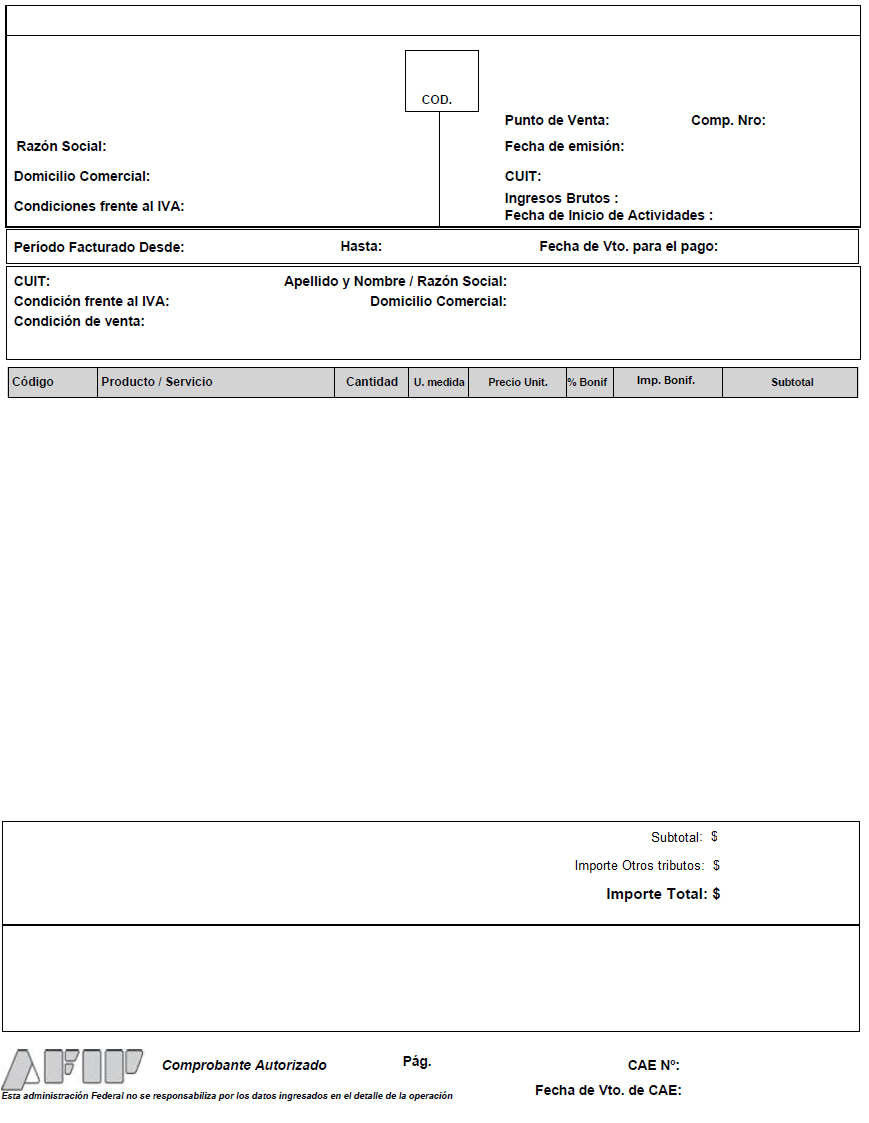 COD.
Punto de Venta: Comp. Nro:
Razón Social: Fecha de emisión:
Domicilio Comercial: CUIT:
Condiciones frente al IVA: Ingresos Brutos :
Fecha de Inicio de Actividades :
Período Facturado Desde: Hasta: Fecha de Vto. para el pago:
CUIT: Apellido y Nombre / Razón Social:
Condición frente al IVA: Domicilio Comercial:
Condición de venta:
Código Producto / Servicio Cantidad U. medida Precio Unit. % Bonif Imp. Bonif. Subtotal
Subtotal: $
Importe Otros tributos: $
Importe Total: $
AFIP Comprobante Autorizado Pág. CAE Nº:
Fecha de Vto. de CAE:
Esta administración Federal no se responsabiliza por los datos ingresados en el detalle de la operación